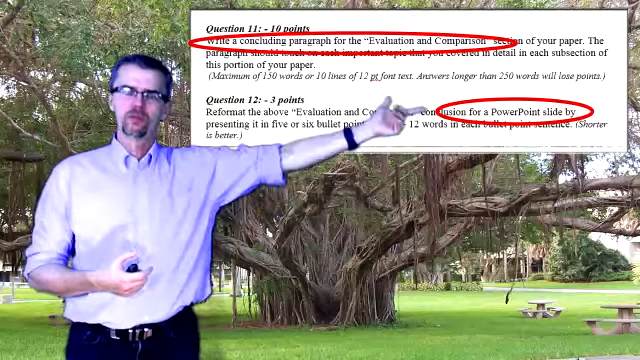 Question 11: - 10 points
Write a concluding paragraph for the “Evaluation and Comparison” section of your paper. The
paragraph should touch on each important topic that you covered in detail in each subsection of
this portion of your paper.
(Maximum of 150 words or 10 lines of 12 pt font text. Answers longer than 250 words will lose points.)
Question 12: - 3 points
Reformat the above “Evaluation and conclusion for a PowerPoint slide by
presenting it in five or six bullet 12 words in each bullet point sentence. (Shorter
is better.)